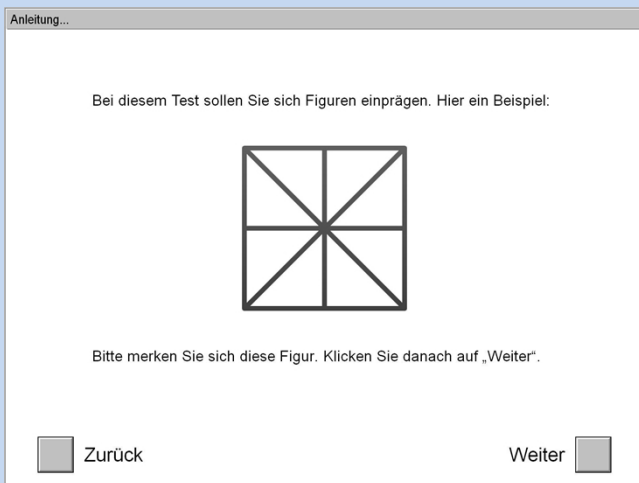 Anleitung...
Bei diesem Test sollen Sie sich Figuren einprägen. Hier ein Beispiel:
Bitte merken Sie sich diese Figur. Klicken Sie danach auf „Weiter“.
Zurück
Weiter